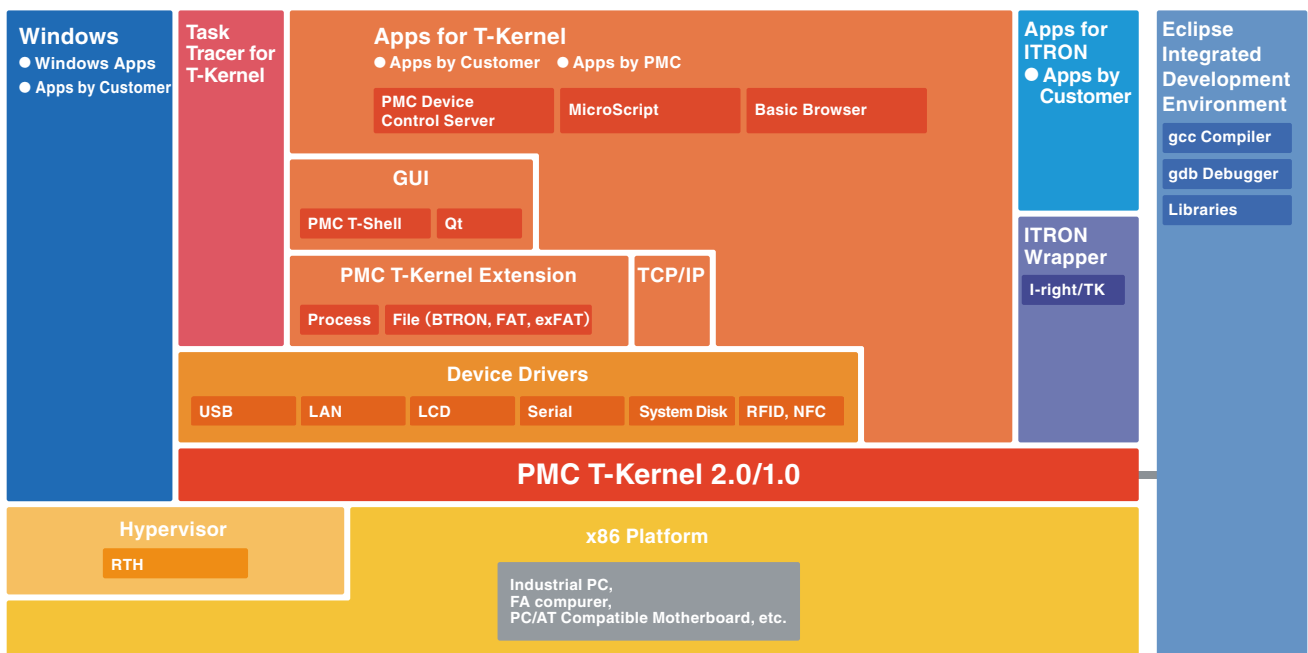 Windows
● Windows Apps
● Apps by Customer
Task
Tracer for
T-Kernel
Apps for T-Kernel
● Apps by Customer ● Apps by PMC
PMC Device
Control Server
MicroScript
Basic Browser
GUI
PMC T-Shell
Qt
PMC T-Kernel Extension
Process
File (BTRON, FAT, exFAT)
TCP/IP
Device Drivers
USB
LAN
LCD
Serial
System Disk
RFID, NFC
Apps for
ITRON
● Apps by
Customer
ITRON
Wrapper
I-right/TK
PMC T-Kernel 2.0/1.0
Hypervisor
RTH
x86 Platform
Industrial PC,
FA compurer,
PC/AT Compatible Motherboard, etc.
Eclipse
Integrated
Development
Environment
gcc Compiler
gdb Debugger
Libraries